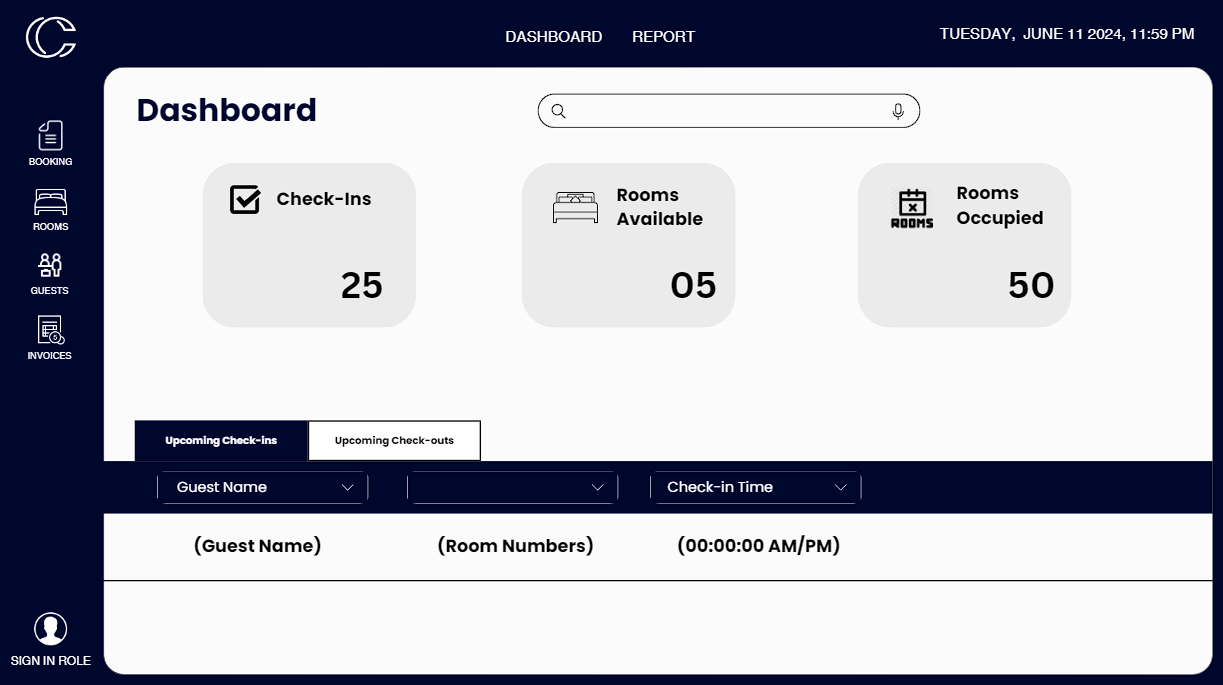 DASHBOARD REPORT
TUESDAY, JUNE 11 2024, 11:59 PM
BOOKING
ROOMS
GUESTS
INVOICES
SIGN IN ROLE
Dashboard
Check-Ins
25
Rooms
Available
05
ROOMS
Rooms
Occupied
50
Upcoming Check-ins Upcoming Check-outs
Guest Name Check-in Time
(Guest Name) (Room Numbers) (00:00:00 AM/PM)